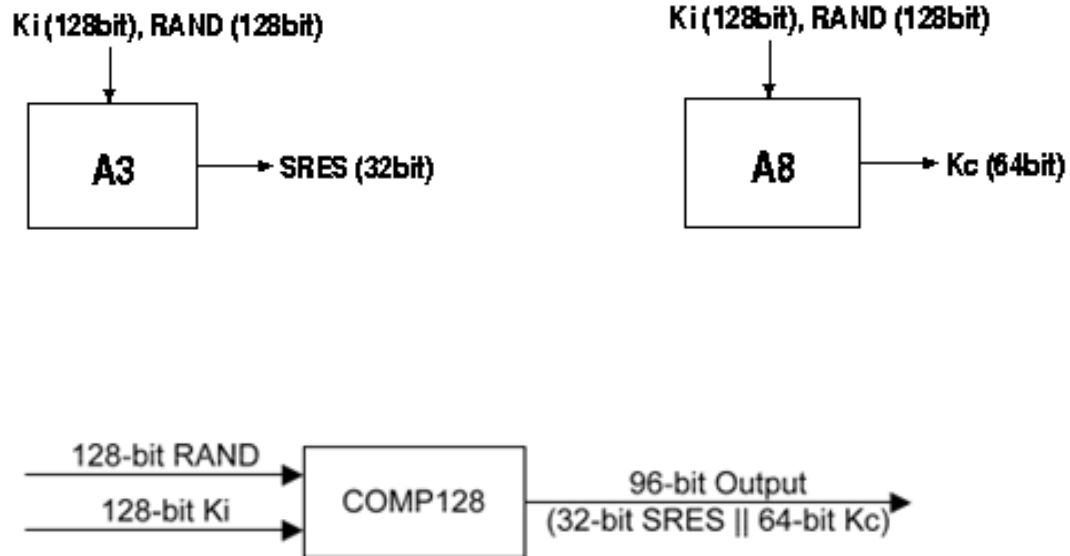 Ki (128bit), RAND (128bit)
A3
SRES (32bit)
Ki (128bit), RAND (128bit)
A8
Kc (64bit)
128-bit RAND
128-bit Ki
COMP128
96-bit Output
(32-bit SRES || 64-bit Kc)